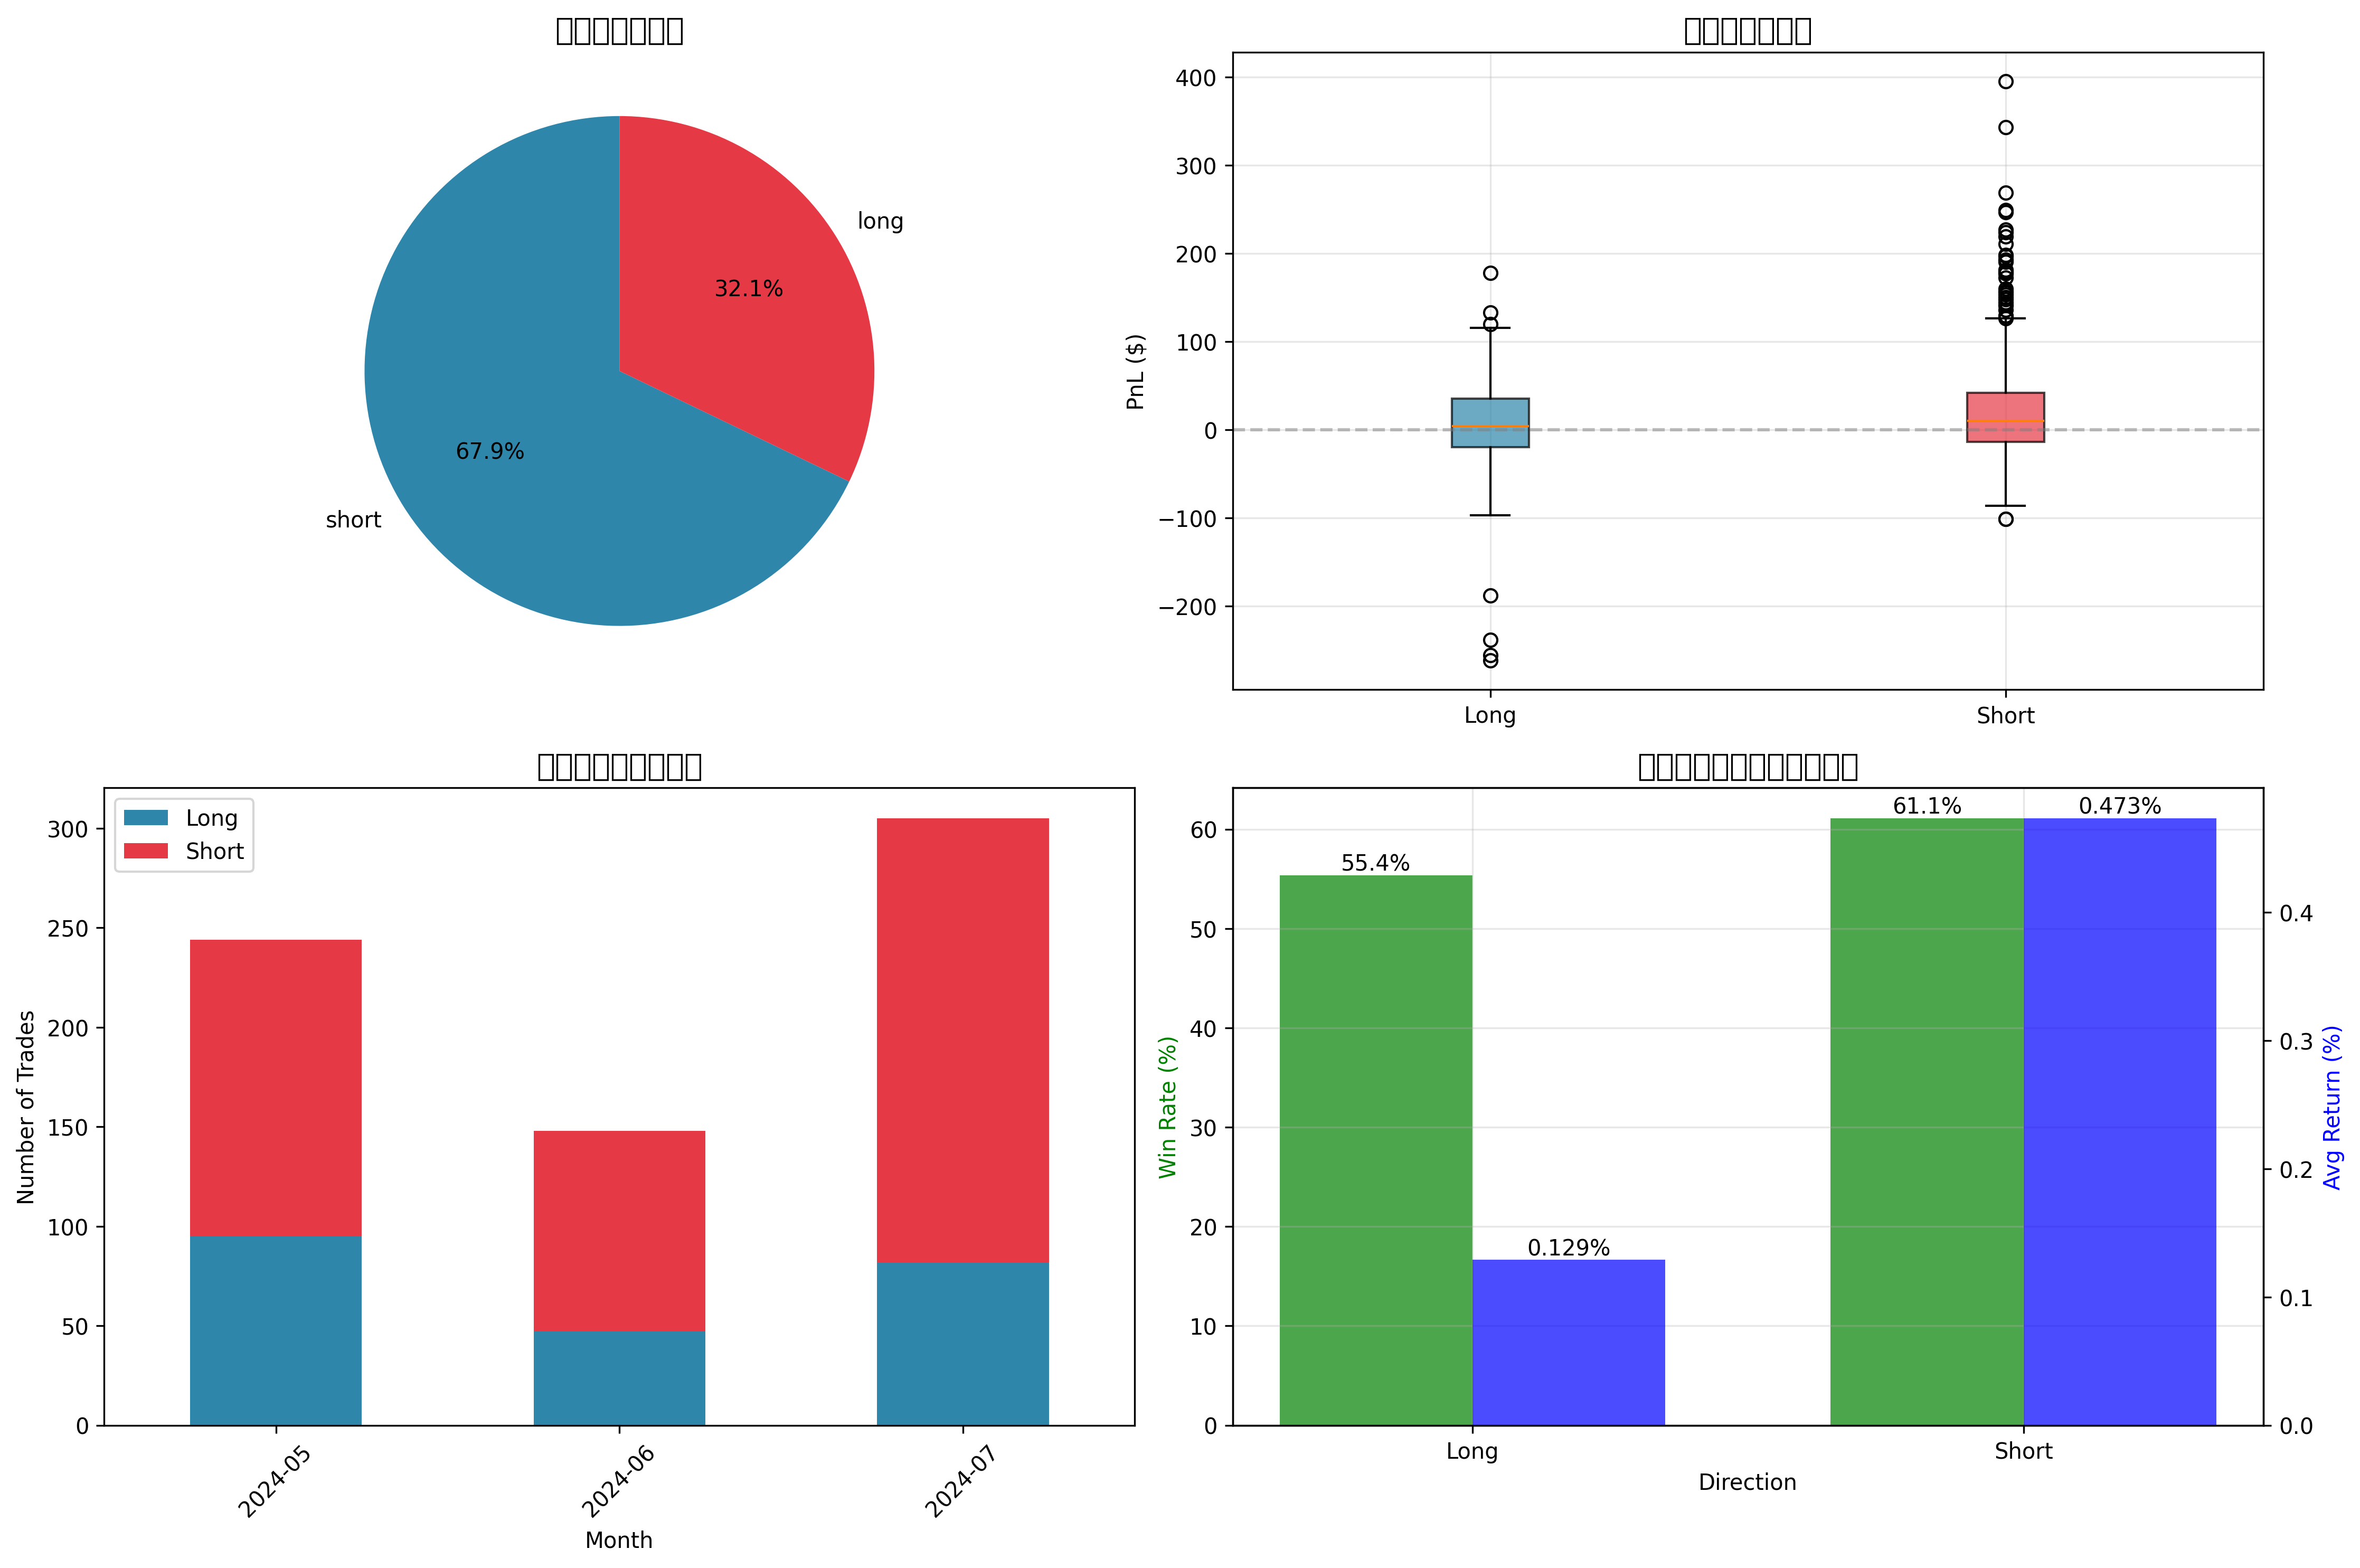 long
32.1%
67.9%
short
400
300
200
100
0
−100
−200
PnL ($)
Long
Short
Long
Short
300
250
200
150
100
50
0
Number of Trades
2024-05
2024-06
2024-07
Month
60
50
40
30
20
10
0
Win Rate (%)
55.4%
0.129%
61.1%
0.473%
0.4
0.3
0.2
0.1
0.0
Avg Return (%)
Long
Short
Direction